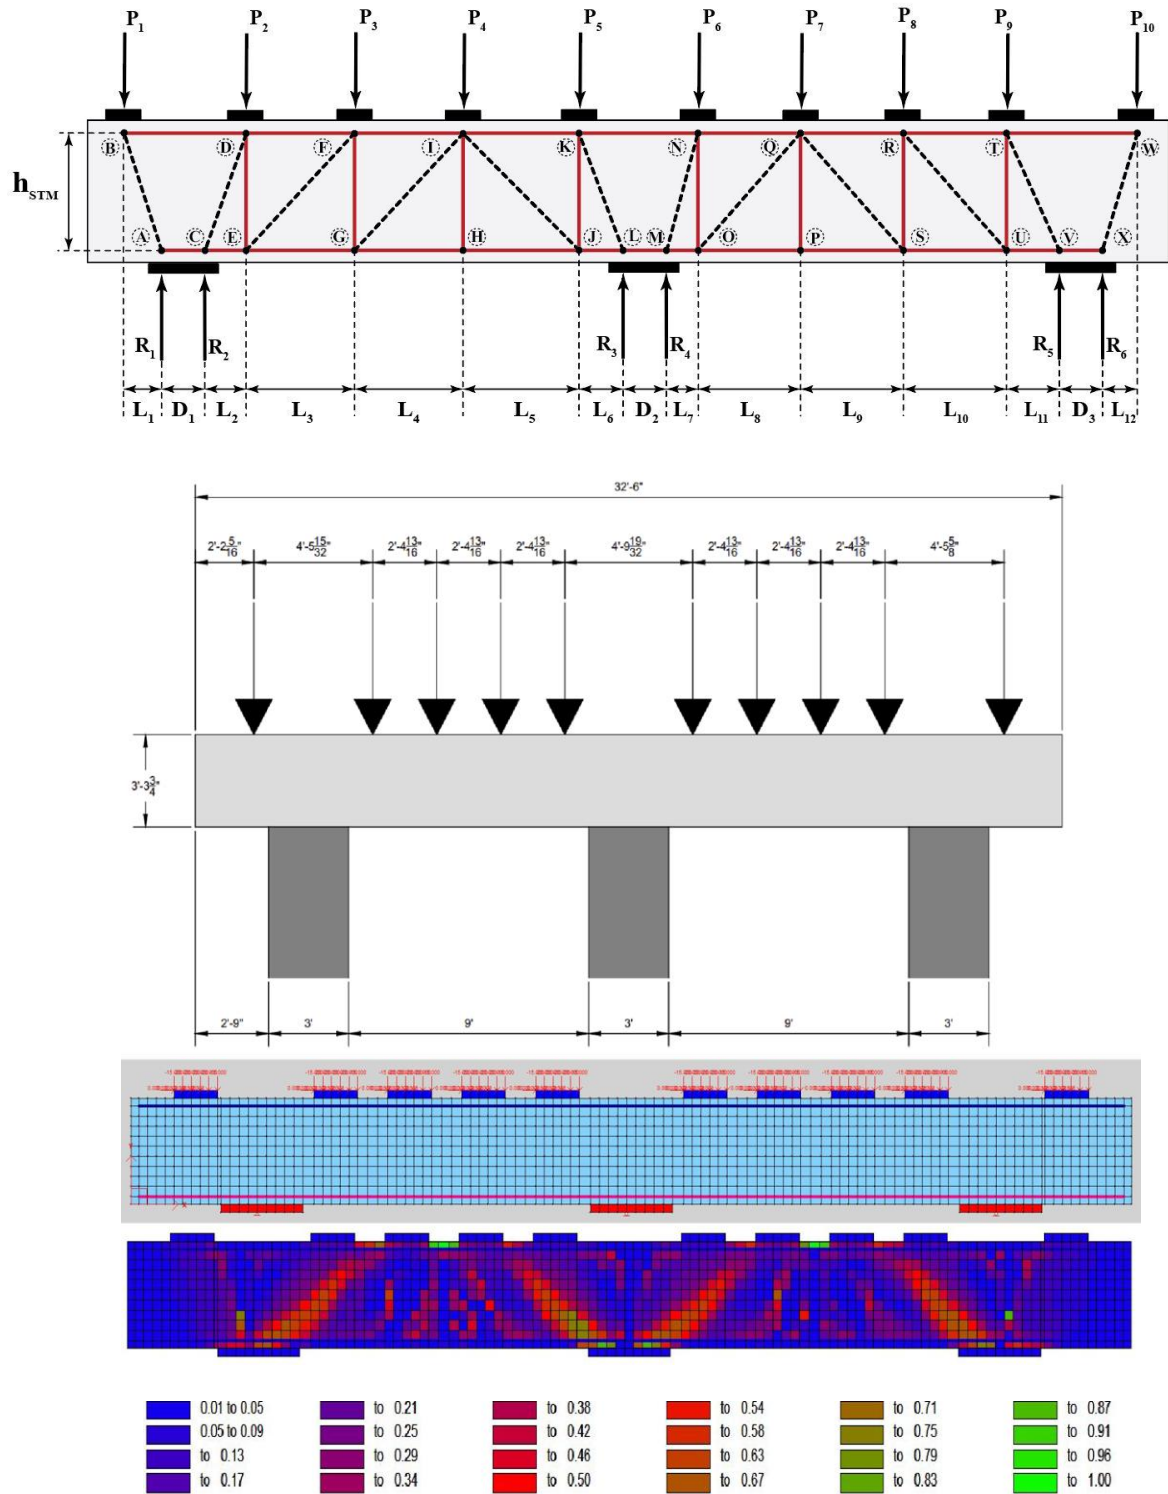 P₁ P₂ P₃ P₄ P₅ P₆ P₇ P₈ P₉ P₁₀
B D F I K N Q R T W
h_STM
A C E G H J L M O P S U V X
R₁ R₂ R₃ R₄ R₅ R₆
L₁ D₁ L₂ L₃ L₄ L₅ L₆ D₂ L₇ L₈ L₉ L₁₀ L₁₁ D₃ L₁₂
32'-6"
2'-2 5/16" 4'-5 15/32" 2'-4 13/16" 2'-4 13/16" 2'-4 13/16" 4'-9 19/32" 2'-4 13/16" 2'-4 13/16" 2'-4 13/16" 4'-5 5/8"
3'-3 3/4"
2'-9" 3' 9' 3' 9' 3'
0.01 to 0.05 to 0.21 to 0.38 to 0.54 to 0.71 to 0.87
0.05 to 0.09 to 0.25 to 0.42 to 0.58 to 0.75 to 0.91
to 0.13 to 0.29 to 0.46 to 0.63 to 0.79 to 0.96
to 0.17 to 0.34 to 0.50 to 0.67 to 0.83 to 1.00